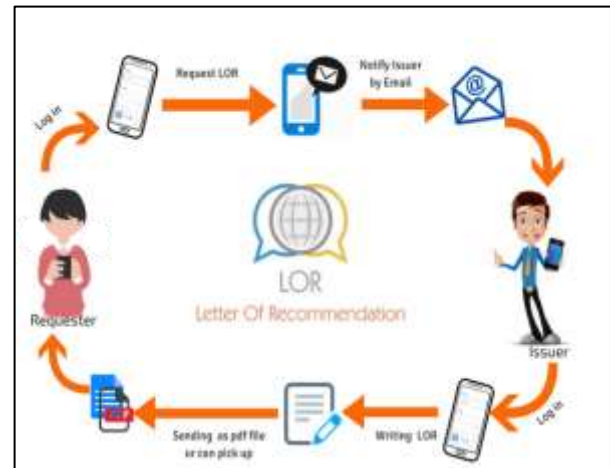 Request LOR
Notify Issuer
by Email
@
Log in
LOR
Letter Of Recommendation
Requester
Issuer
Log in
Writing LOR
Sending as pdf file
or can pick up